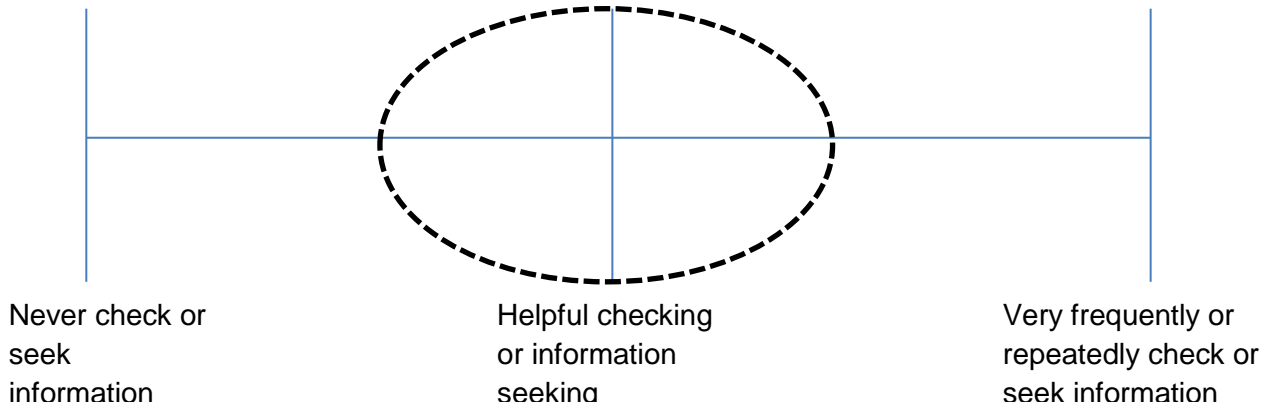 Never check or
seek
information
Helpful checking
or information
seeking
Very frequently or
repeatedly check or
seek information